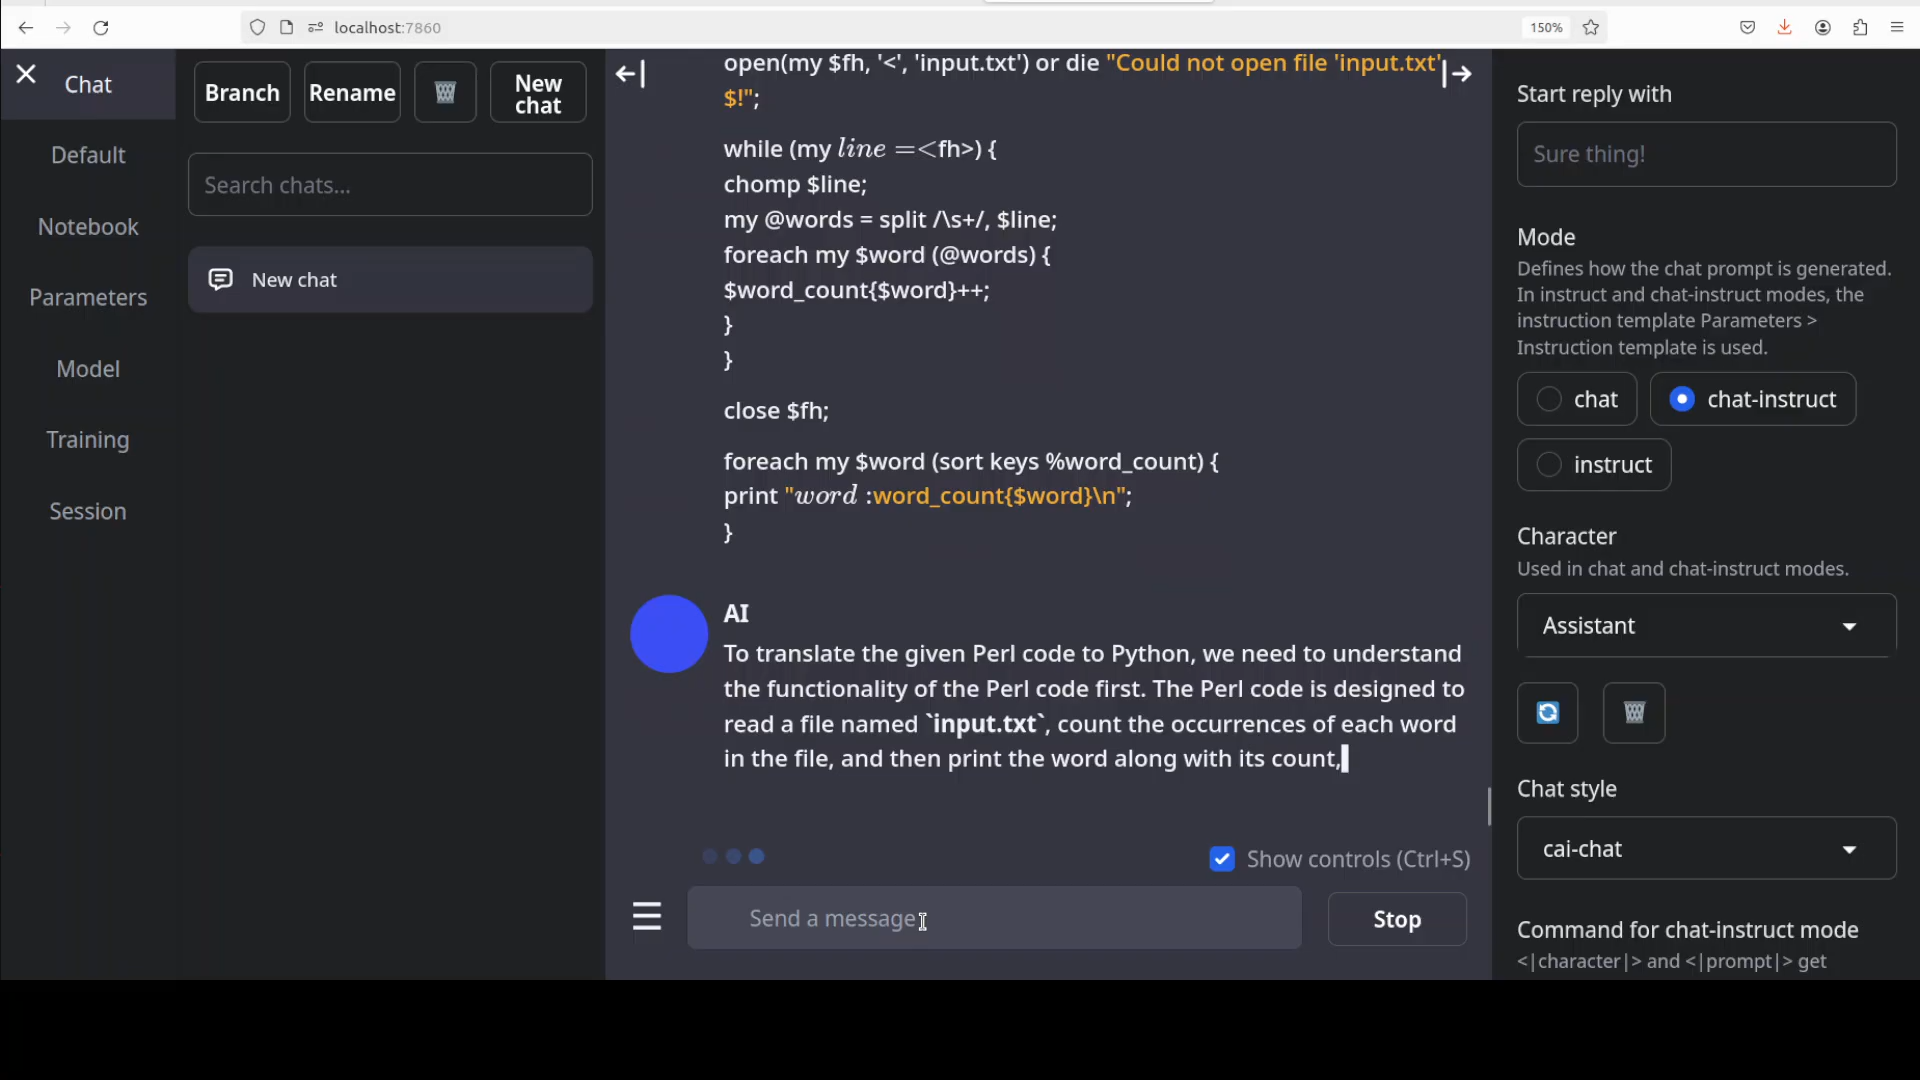 localhost:7860
150%
Chat
Default
Notebook
Parameters
Model
Training
Session
Branch
Rename
New chat
Search chats...
New chat
open(my $fh, '<', 'input.txt') or die "Could not open file 'input.txt'
$!";
while (my line =<fh>) {
chomp $line;
my @words = split /\s+/, $line;
foreach my $word (@words) {
$word_count{$word}++;
}
}
close $fh;
foreach my $word (sort keys %word_count) {
print "word :word_count{$word}\n";
}
AI
To translate the given Perl code to Python, we need to understand
the functionality of the Perl code first. The Perl code is designed to
read a file named `input.txt`, count the occurrences of each word
in the file, and then print the word along with its count,
Show controls (Ctrl+S)
Send a message
Stop
Start reply with
Sure thing!
Mode
Defines how the chat prompt is generated.
In instruct and chat-instruct modes, the
instruction template Parameters >
Instruction template is used.
chat
chat-instruct
instruct
Character
Used in chat and chat-instruct modes.
Assistant
Chat style
cai-chat
Command for chat-instruct mode
<|character|> and <|prompt|> get